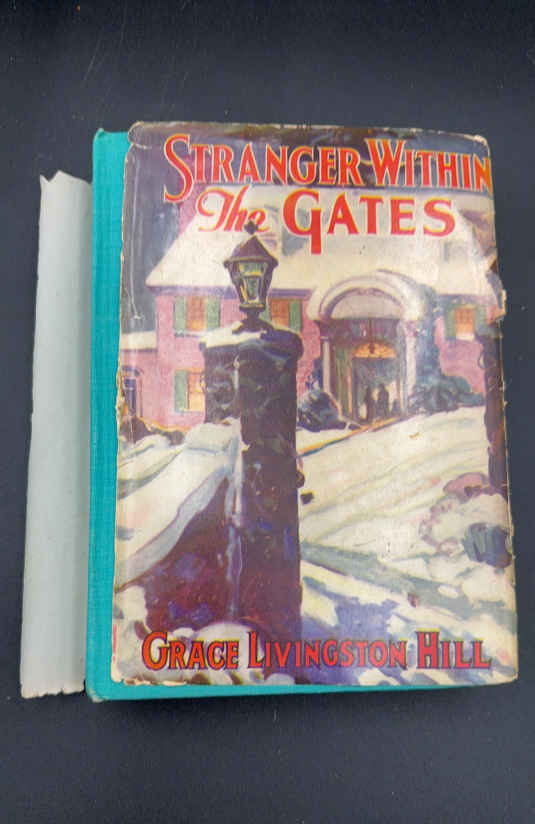 STRANGER WITHIN
The GATES
GRACE LIVINGSTON HILL